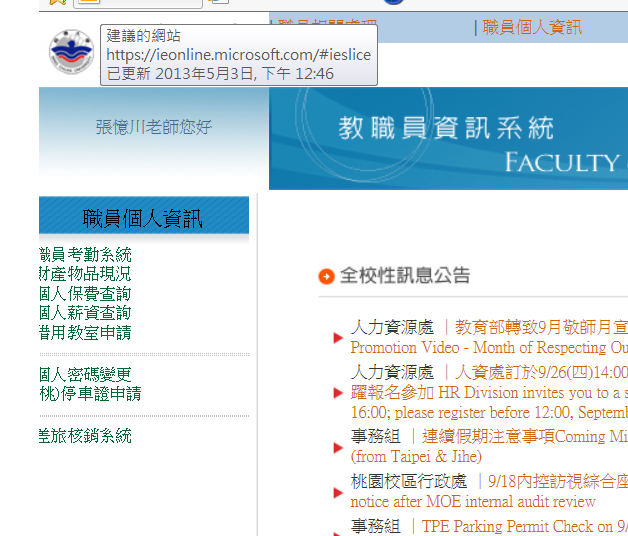 建議的網站
https://ieonline.microsoft.com/#ieslice
已更新 2013年5月3日, 下午 12:46
| 職員個人資訊
張憶川老師您好
教職員資訊系統
FACULTY
職員個人資訊
職員考勤系統
財產物品現況
個人保費查詢
個人薪資查詢
借用教室申請
個人密碼變更
桃)停車證申請
差旅核銷系統
全校性訊息公告
人力資源處 | 教育部轉致9月敬師月宣
Promotion Video - Month of Respecting Ou
人力資源處 | 人資處訂於9/26(四)14:00
躍報名參加 HR Division invites you to a s
16:00; please register before 12:00, Septemb
事務組 | 連續假期注意事項Coming Mi
(from Taipei & Jihe)
桃園校區行政處 | 9/18內控訪視綜合座
notice after MOE internal audit review
事務組 | TPE Parking Permit Check on 9/